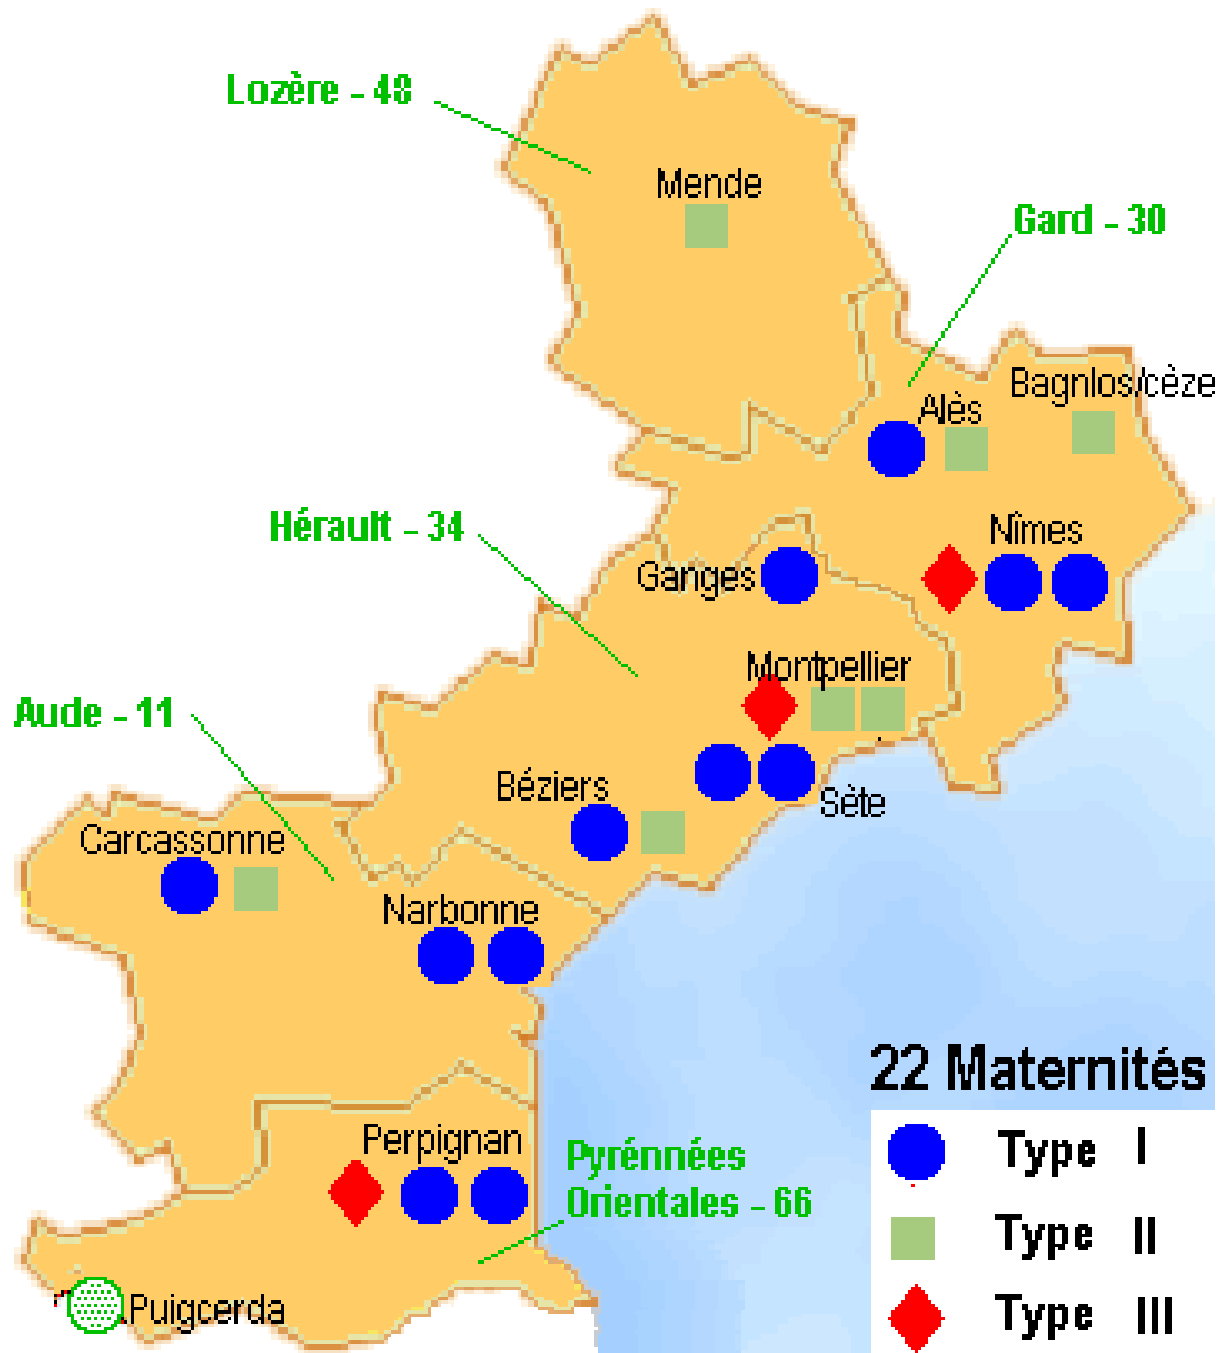 Lozère - 48
Mende
Gard - 30
Bagnlos/cèze
Alès
Hérault - 34
Nîmes
Ganges
Montpellier
Aude - 11
Béziers
Sète
Carcassonne
Narbonne
22 Maternités
Perpignan
Pyrénnées
Orientales - 66
Type I
Type II
Puigcerda
Type III